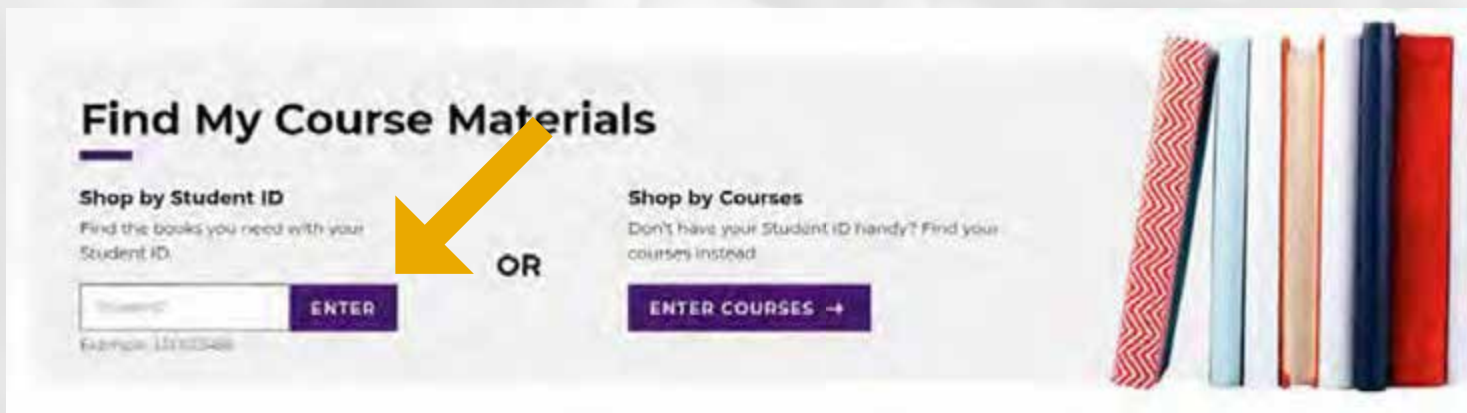 Find My Course Materials
Shop by Student ID
Find the books you need with your
Student ID.
ENTER
Example:
OR
Shop by Courses
Don't have your Student ID handy? Find your
courses instead
ENTER COURSES →